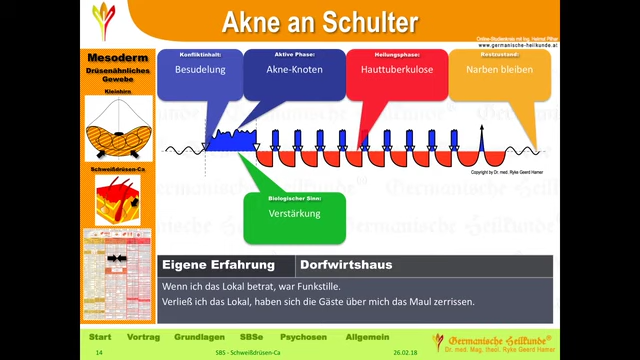 Akne an Schulter
Online-Studienkreis mit Ing. Helmut Pilhar
www.germanische-heilkunde.at
Mesoderm
Drüsenähnliches
Gewebe
Kleinhirn
Schweißdrüsen-Ca
Konfliktinhalt:
Besudelung
Aktive Phase:
Akne-Knoten
Heilungsphase:
Hauttuberkulose
Restzustand:
Narben bleiben
Copyright by Dr. med. Ryke Geerd Hamer
Biologischer Sinn:
Verstärkung
Germanische Heilkunde
Eigene Erfahrung
Dorfwirtshaus
Wenn ich das Lokal betrat, war Funkstille.
Verließ ich das Lokal, haben sich die Gäste über mich das Maul zerrissen.
Start Vortrag Grundlagen SBSe Psychosen Allgemein
14 SBS - Schweißdrüsen-Ca 26.02.18
Germanische Heilkunde®
Dr. med. Mag. theol. Ryke Geerd Hamer